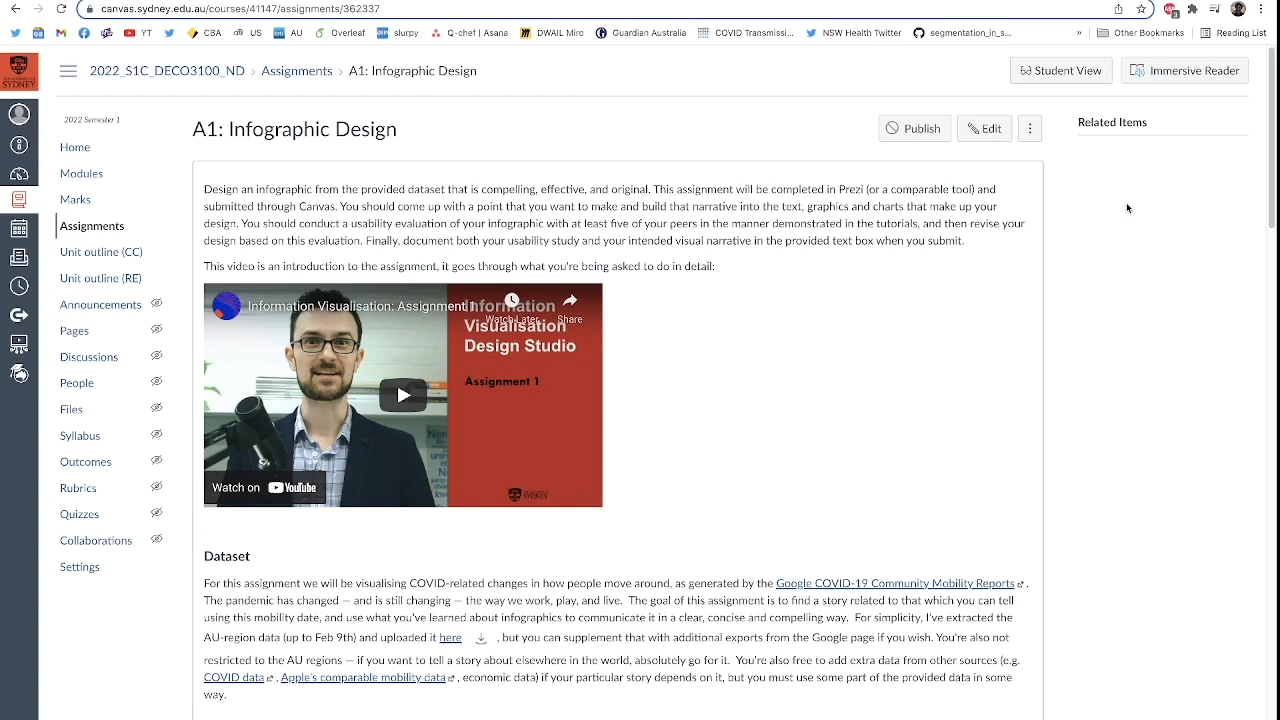 canvas.sydney.edu.au/courses/41147/assignments/362337
3
YT
CBA
US
AU
Overleaf
slurpy
Q-chef | Asana
DWAIL Miro
Guardian Australia
COVID Transmissi...
NSW Health Twitter
segmentation_in_s...
»
Other Bookmarks
Reading List
THE UNIVERSITY OF
SYDNEY
2022_S1C_DECO3100_ND › Assignments › A1: Infographic Design
Student View
Immersive Reader
2022 Semester 1
Home
Modules
Marks
Assignments
Unit outline (CC)
Unit outline (RE)
Announcements
Pages
Discussions
People
Files
Syllabus
Outcomes
Rubrics
Quizzes
Collaborations
Settings
A1: Infographic Design
Publish
Edit
Related Items
Design an infographic from the provided dataset that is compelling, effective, and original. This assignment will be completed in Prezi (or a comparable tool) and
submitted through Canvas. You should come up with a point that you want to make and build that narrative into the text, graphics and charts that make up your
design. You should conduct a usability evaluation of your infographic with at least five of your peers in the manner demonstrated in the tutorials, and then revise your
design based on this evaluation. Finally, document both your usability study and your intended visual narrative in the provided text box when you submit.
This video is an introduction to the assignment, it goes through what you're being asked to do in detail:
Information Visualisation: Assignment 1
Watch Later
Share
Information
Visualisation
Design Studio
Assignment 1
Watch on YouTube
SYDNEY
Dataset
For this assignment we will be visualising COVID-related changes in how people move around, as generated by the Google COVID-19 Community Mobility Reports .
The pandemic has changed — and is still changing — the way we work, play, and live. The goal of this assignment is to find a story related to that which you can tell
using this mobility date, and use what you've learned about infographics to communicate it in a clear, concise and compelling way. For simplicity, I've extracted the
AU-region data (up to Feb 9th) and uploaded it here , but you can supplement that with additional exports from the Google page if you wish. You're also not
restricted to the AU regions — if you want to tell a story about elsewhere in the world, absolutely go for it. You're also free to add extra data from other sources (e.g.
COVID data , Apple's comparable mobility data , economic data) if your particular story depends on it, but you must use some part of the provided data in some
way.